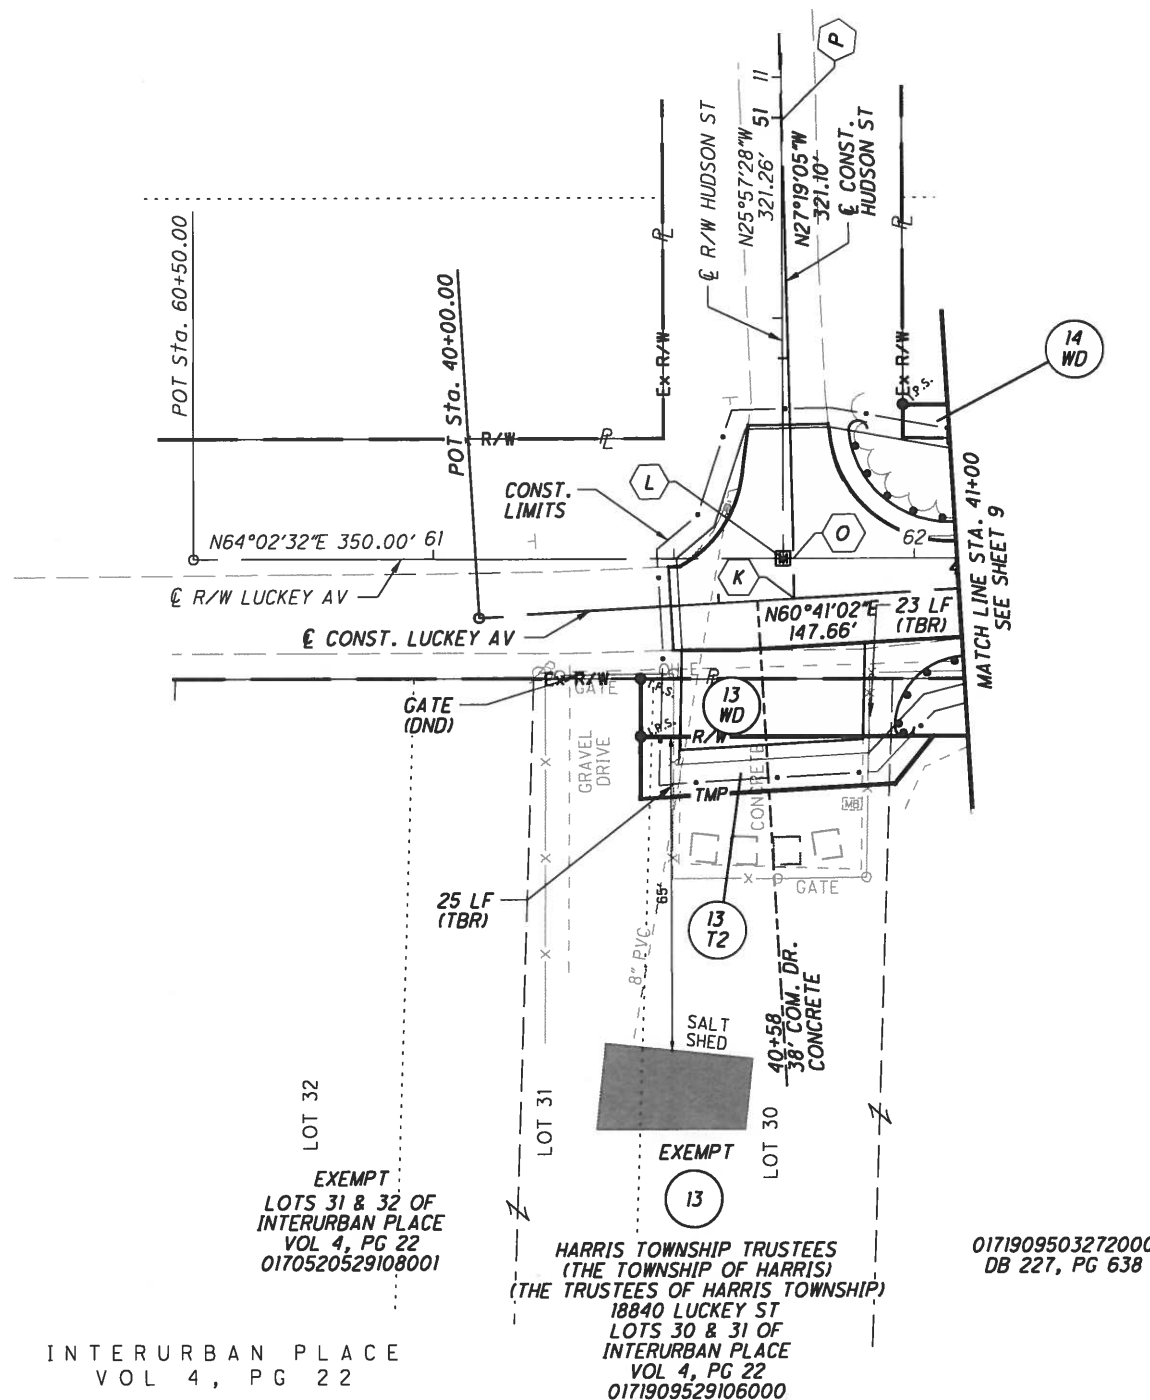 P
11
51
℄ R/W HUDSON ST
N25°57'28"W
321.26'
N27°19'05"W
321.10'
℄ CONST.
HUDSON ST
POT Sta. 60+50.00
POT Sta. 40+00.00
PL
PL
Ex R/W
Ex R/W
I.P.S.
14
WD
R/W
PL
L
CONST.
LIMITS
O
N64°02'32"E 350.00'
61
62
K
℄ R/W LUCKEY AV
℄ CONST. LUCKEY AV
N60°41'02"E
147.66'
23 LF
(TBR)
MATCH LINE STA. 41+00
SEE SHEET 9
Ex R/W
PL
GATE
GATE
(DND)
I.P.S.
13
WD
I.P.S.
R/W
GRAVEL
DRIVE
CONCRETE
TMP
MB
GATE
25 LF
(TBR)
65'
13
T2
8" PVC
40+58
38' COM. DR.
CONCRETE
SALT
SHED
LOT 32
LOT 31
LOT 30
EXEMPT
13
EXEMPT
LOTS 31 & 32 OF
INTERURBAN PLACE
VOL 4, PG 22
0170520529108001
HARRIS TOWNSHIP TRUSTEES
(THE TOWNSHIP OF HARRIS)
(THE TRUSTEES OF HARRIS TOWNSHIP)
18840 LUCKEY ST
LOTS 30 & 31 OF
INTERURBAN PLACE
VOL 4, PG 22
0171909529106000
0171909503272000
DB 227, PG 638
INTERURBAN PLACE
VOL 4, PG 22